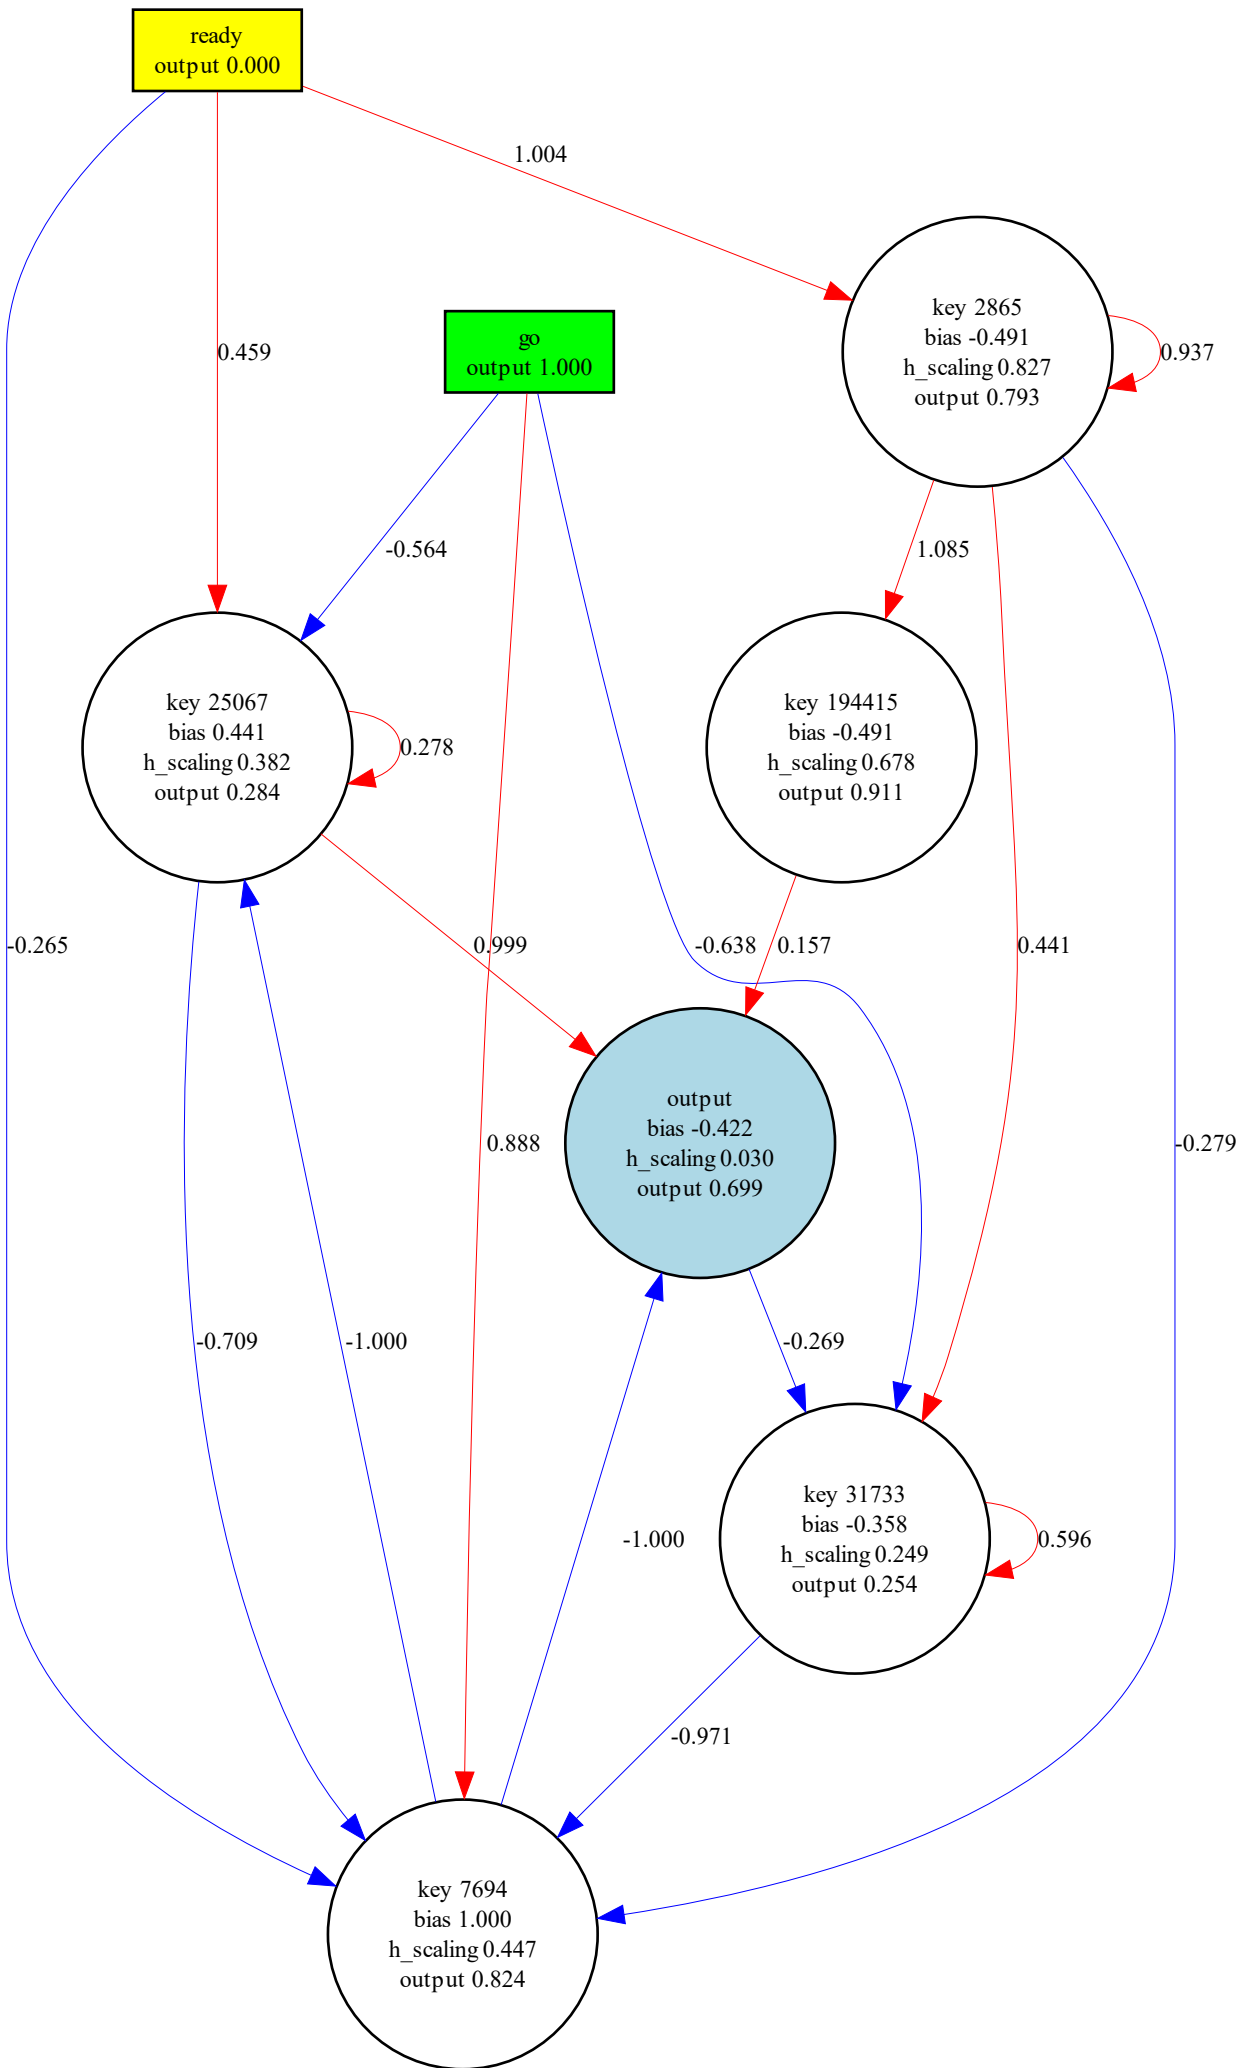 ready
output 0.000
1.004
key 2865
bias -0.491
h_scaling 0.827
output 0.793
0.937
go
output 1.000
0.459
-0.564
1.085
key 25067
bias 0.441
h_scaling 0.382
output 0.284
0.278
key 194415
bias -0.491
h_scaling 0.678
output 0.911
-0.265
0.999
-0.638
0.157
0.441
output
bias -0.422
h_scaling 0.030
output 0.699
0.888
-0.279
-0.709
-1.000
-0.269
-1.000
key 31733
bias -0.358
h_scaling 0.249
output 0.254
0.596
-0.971
key 7694
bias 1.000
h_scaling 0.447
output 0.824